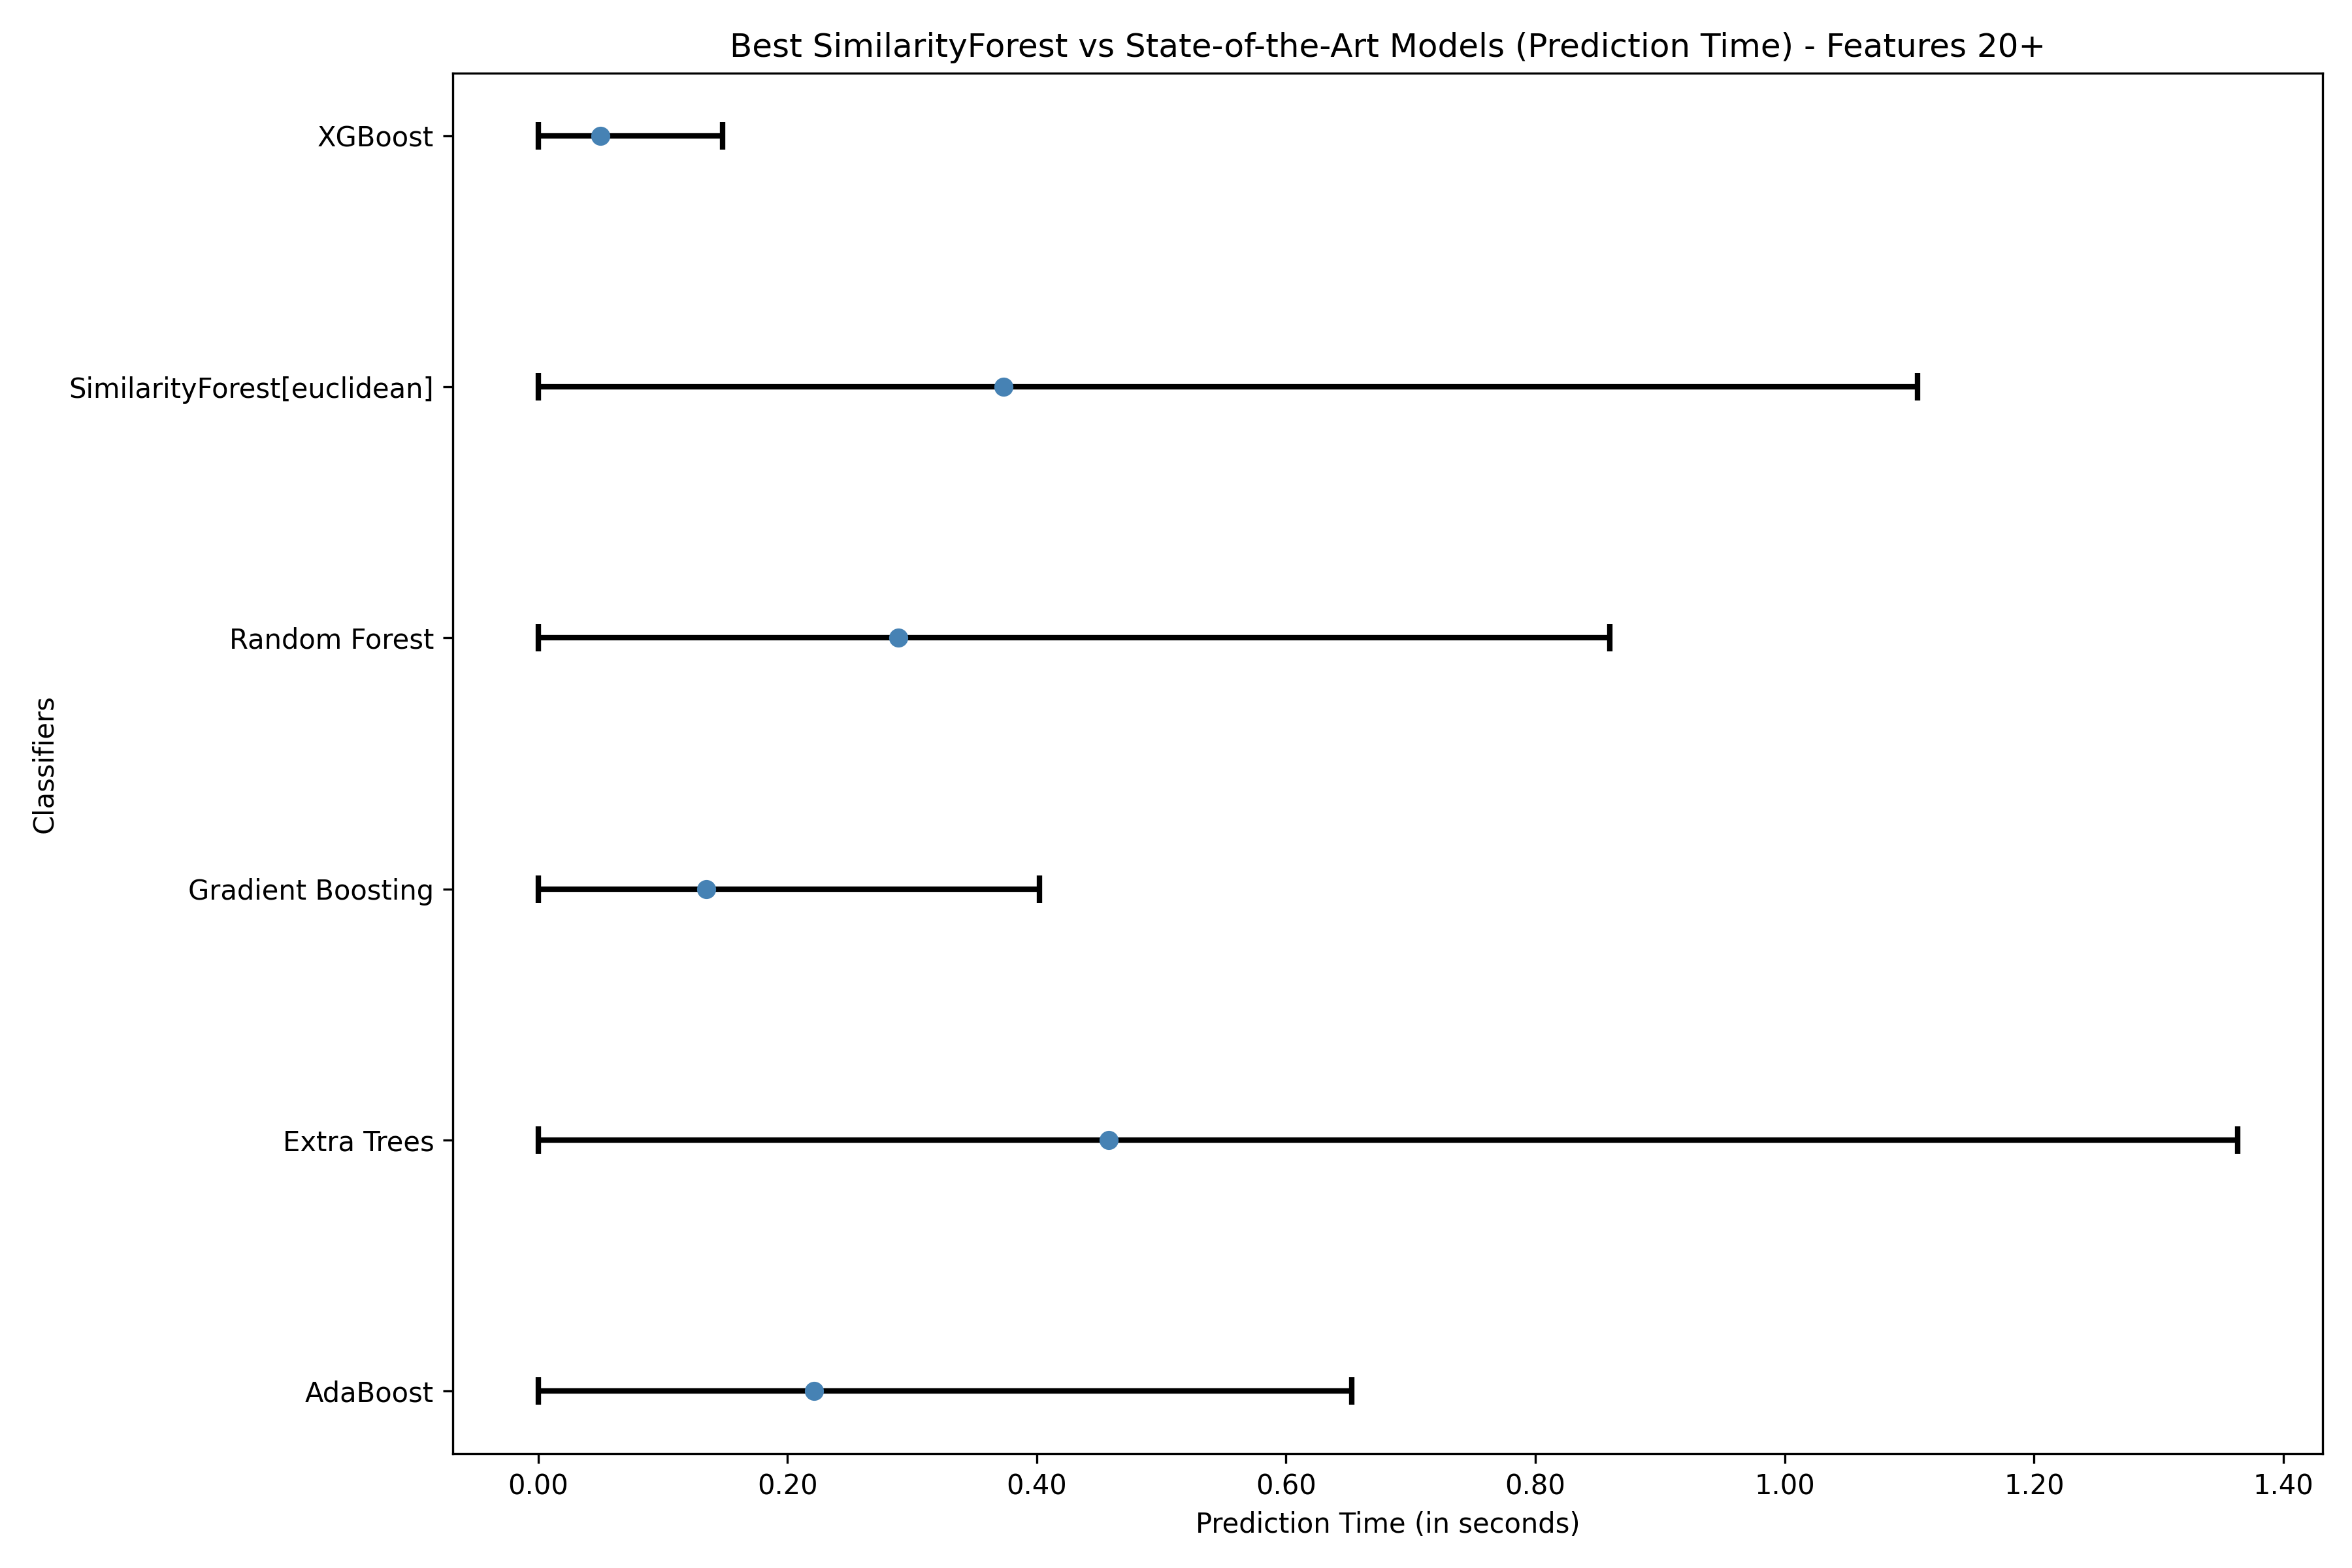 Best SimilarityForest vs State-of-the-Art Models (Prediction Time) - Features 20+
XGBoost
SimilarityForest[euclidean]
Random Forest
Gradient Boosting
Extra Trees
AdaBoost
Classifiers
0.00 0.20 0.40 0.60 0.80 1.00 1.20 1.40
Prediction Time (in seconds)